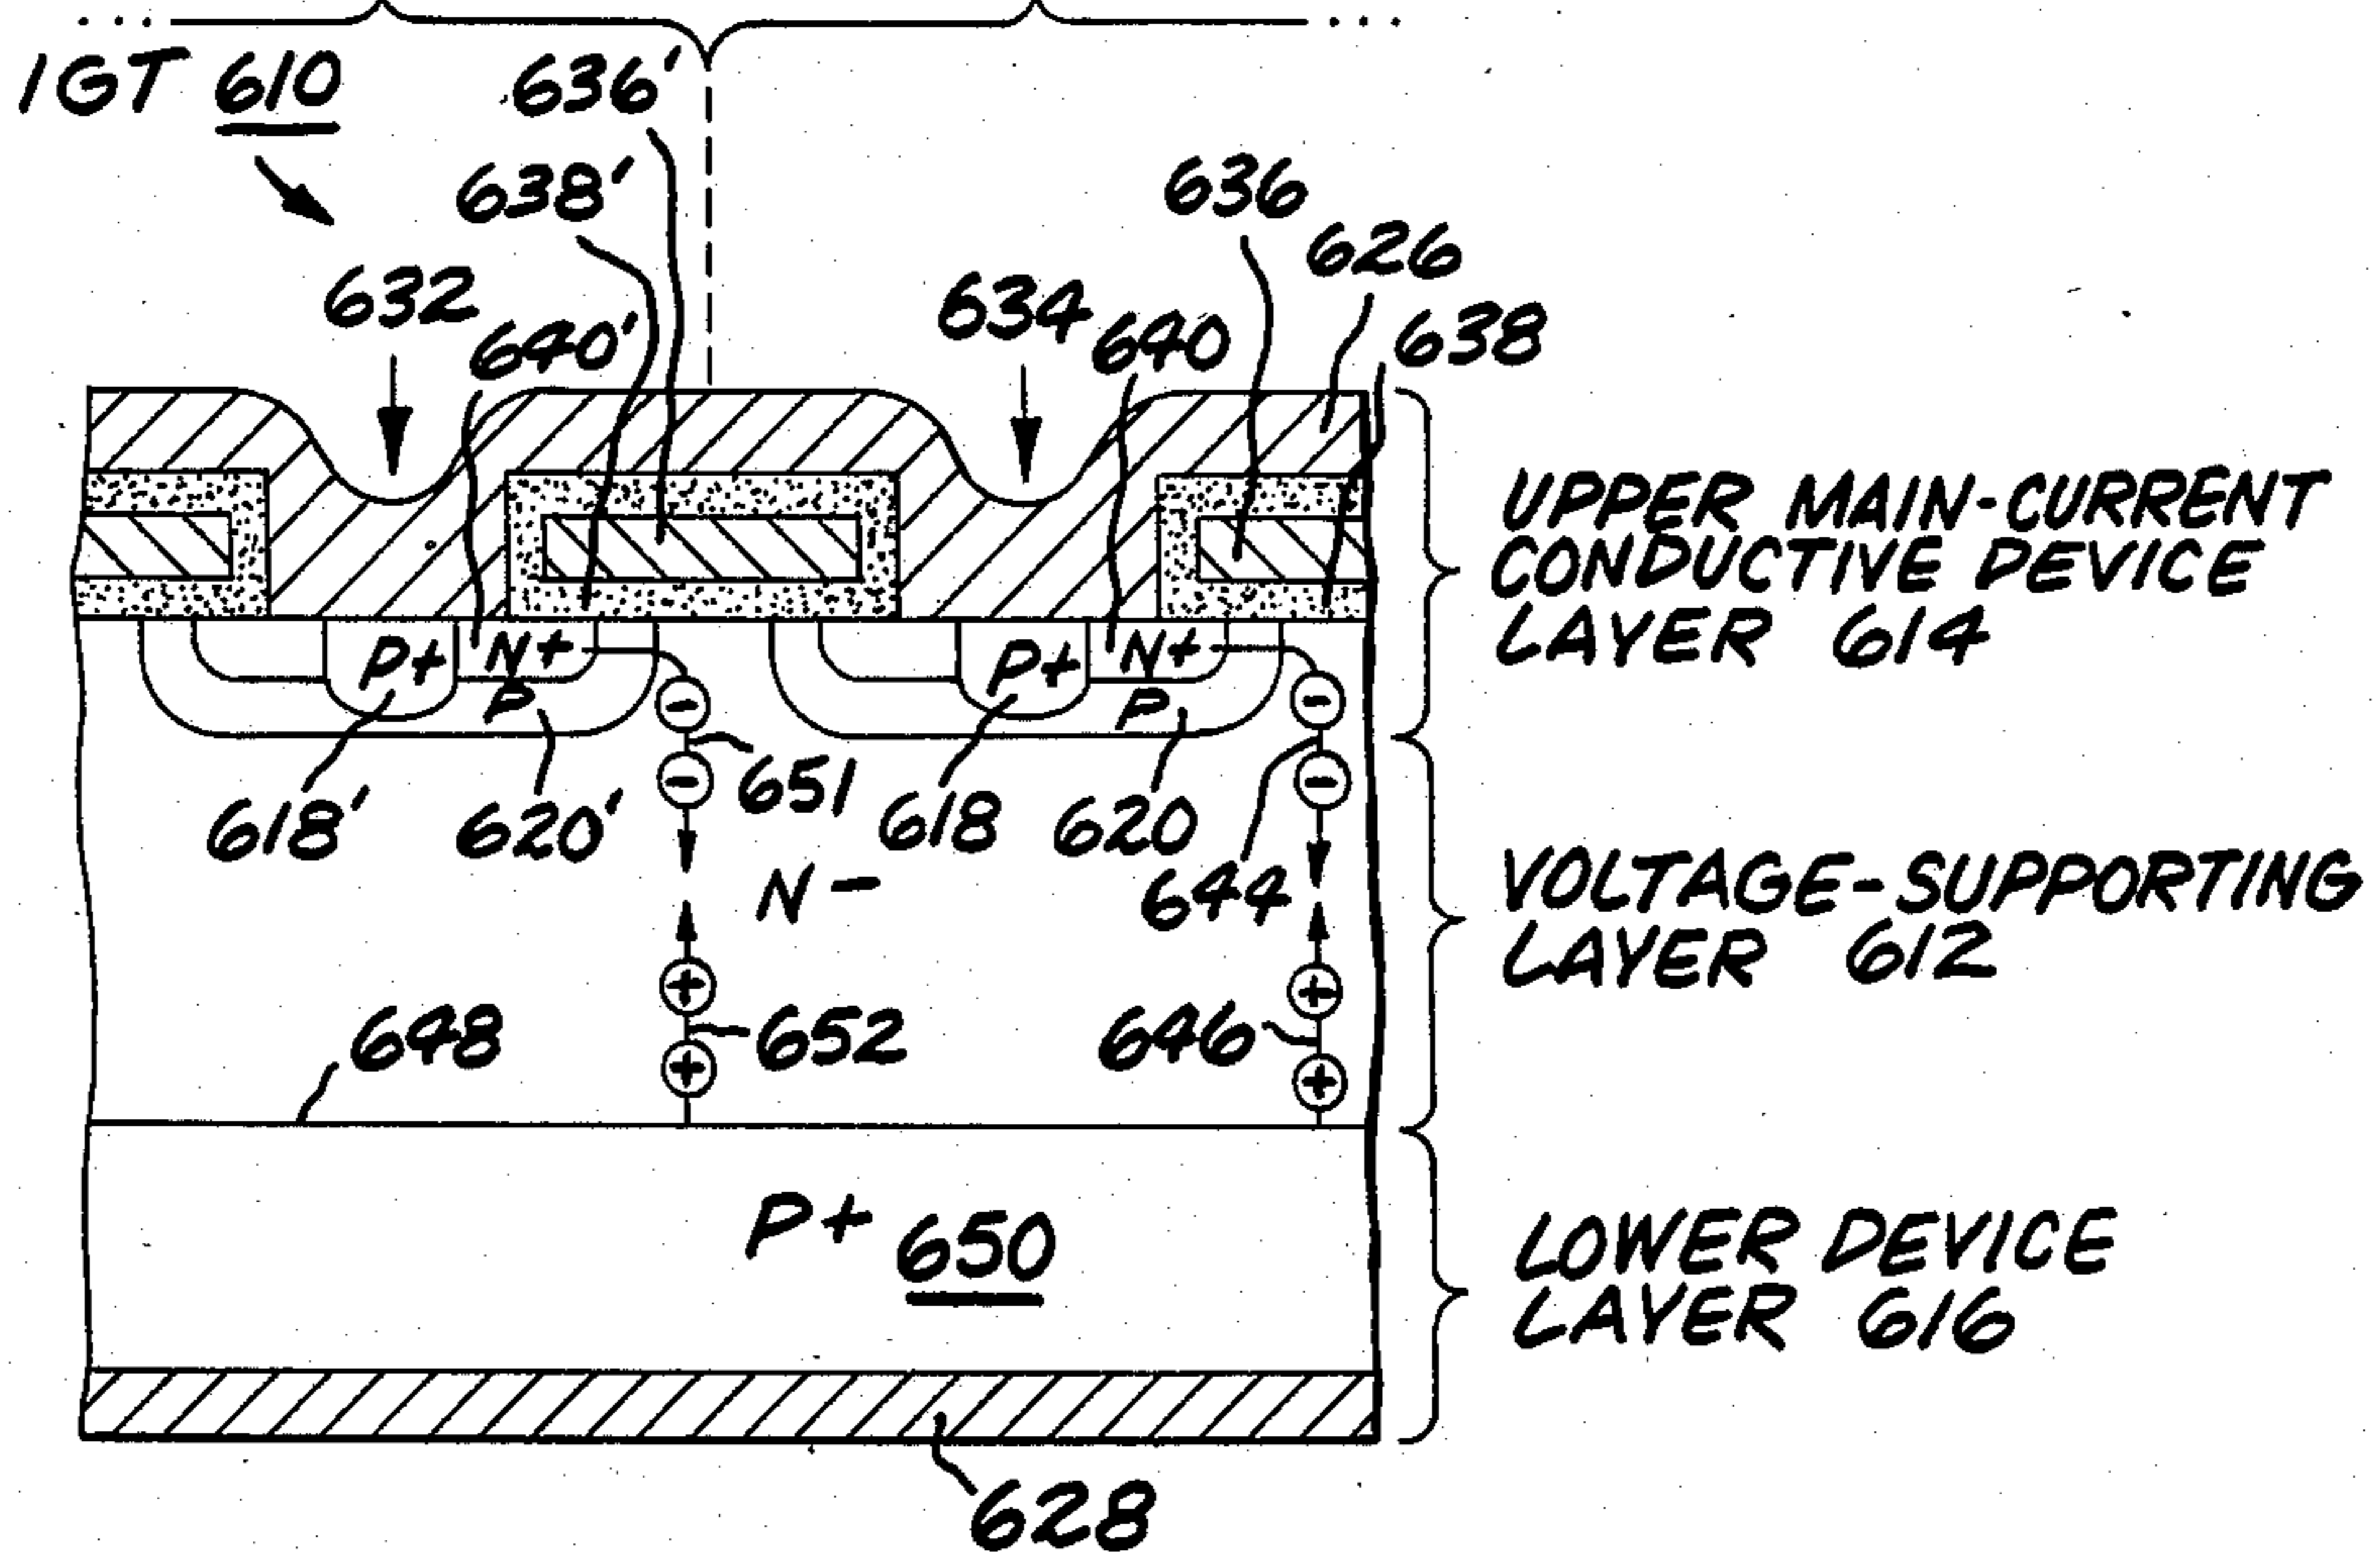 IGT 610
636'
638'
636
626
632
640'
634
640
638
UPPER MAIN-CURRENT
CONDUCTIVE DEVICE
LAYER 614
P+ N+ P+ N+
P P
- -
- -
651
618' 620' 618 620
644
N-
VOLTAGE-SUPPORTING
LAYER 612
+ +
648 652 646
+ +
P+ 650
LOWER DEVICE
LAYER 616
628